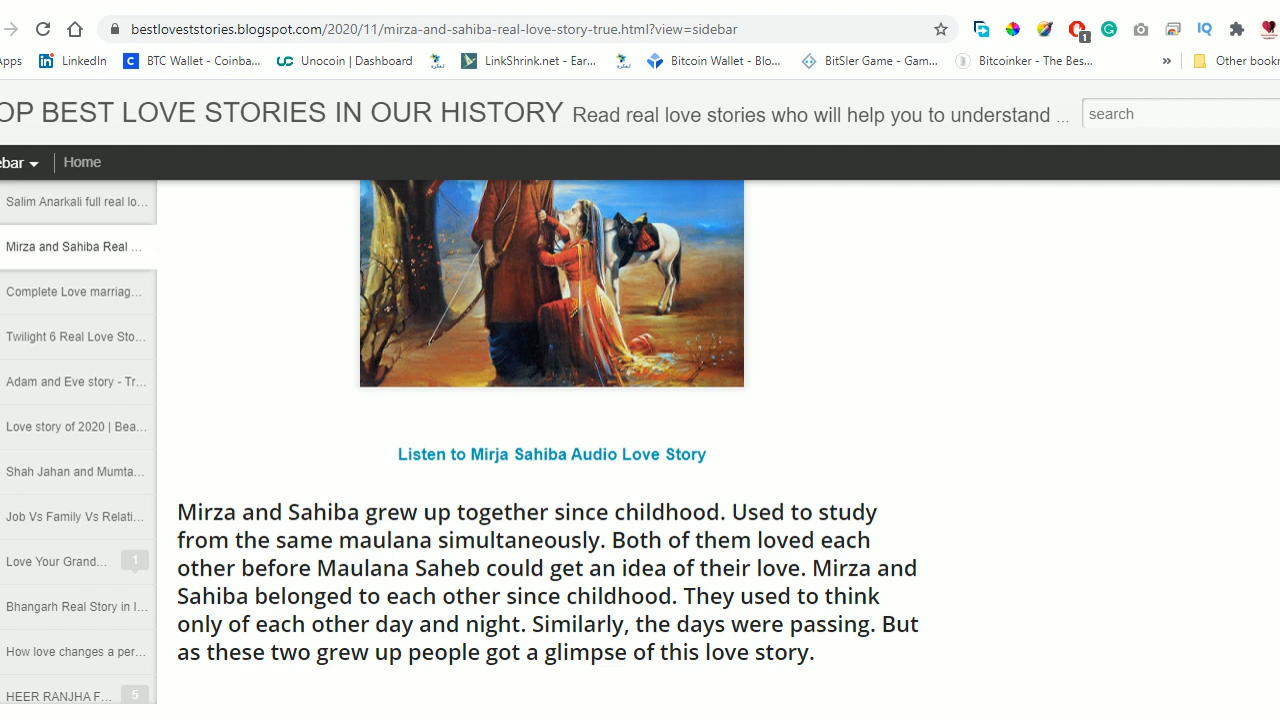 bestloveststories.blogspot.com/2020/11/mirza-and-sahiba-real-love-story-true.html?view=sidebar
1
IQ
pps LinkedIn BTC Wallet - Coinba... Unocoin | Dashboard LinkShrink.net - Ear... Bitcoin Wallet - Blo... BitSler Game - Gam... Bitcoinker - The Bes... » Other bookr
OP BEST LOVE STORIES IN OUR HISTORY Read real love stories who will help you to understand ... search
ebar Home
Salim Anarkali full real lo...
Mirza and Sahiba Real ...
Complete Love marriag...
Twilight 6 Real Love Sto...
Adam and Eve story - Tr...
Love story of 2020 | Bea...
Shah Jahan and Mumta...
Job Vs Family Vs Relati...
Love Your Grand... 1
Bhangarh Real Story in I...
How love changes a per...
HEER RANJHA F... 5
Listen to Mirja Sahiba Audio Love Story
Mirza and Sahiba grew up together since childhood. Used to study
from the same maulana simultaneously. Both of them loved each
other before Maulana Saheb could get an idea of their love. Mirza and
Sahiba belonged to each other since childhood. They used to think
only of each other day and night. Similarly, the days were passing. But
as these two grew up people got a glimpse of this love story.